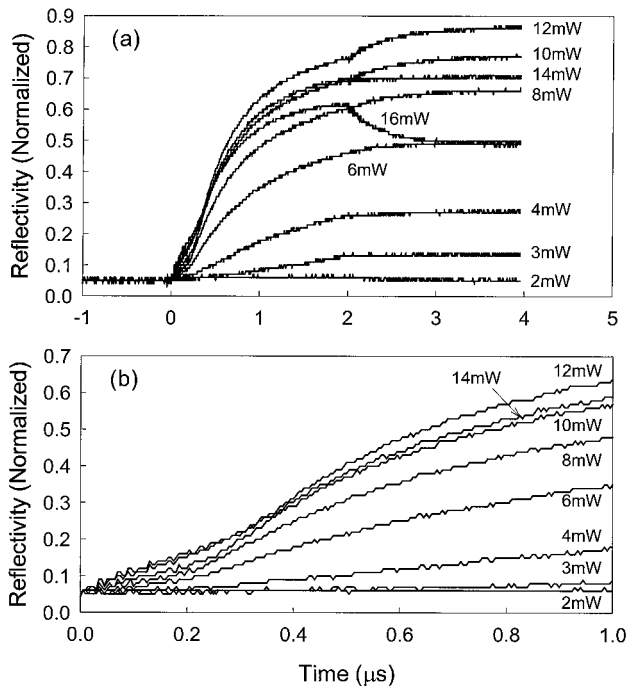 (a)
Reflectivity (Normalized)
0.9
0.8
0.7
0.6
0.5
0.4
0.3
0.2
0.1
0.0
12mW
10mW
14mW
8mW
16mW
6mW
4mW
3mW
2mW
-1 0 1 2 3 4 5
(b)
Reflectivity (Normalized)
0.7
0.6
0.5
0.4
0.3
0.2
0.1
0.0
12mW
14mW
10mW
8mW
6mW
4mW
3mW
2mW
0.0 0.2 0.4 0.6 0.8 1.0
Time (μs)